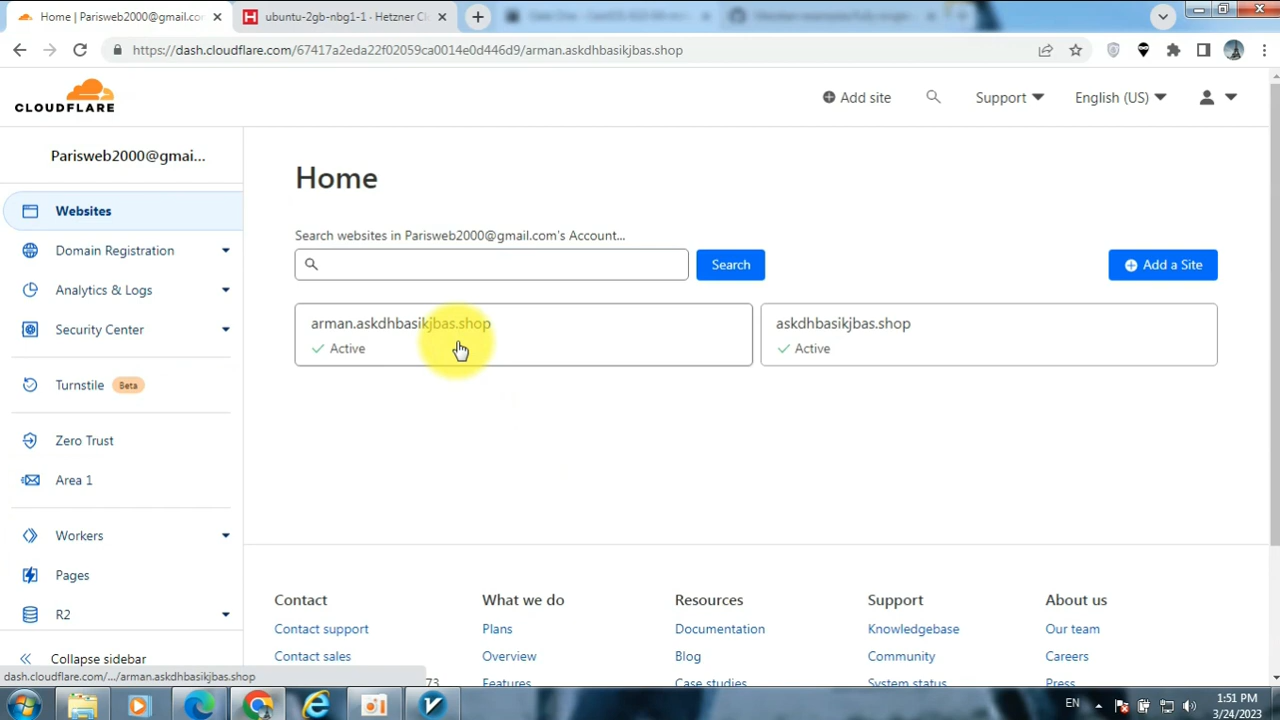 Home | Parisweb2000@gmail.co
ubuntu-2gb-nbg1-1 · Hetzner Cl
https://dash.cloudflare.com/67417a2eda22f02059ca0014e0d446d9/arman.askdhbasikjbas.shop
CLOUDFLARE
Add site
Support
English (US)
Parisweb2000@gmai...
Websites
Domain Registration
Analytics & Logs
Security Center
Turnstile
Beta
Zero Trust
Area 1
Workers
Pages
R2
Collapse sidebar
Home
Search websites in Parisweb2000@gmail.com's Account...
Search
Add a Site
arman.askdhbasikjbas.shop
Active
askdhbasikjbas.shop
Active
Contact
What we do
Resources
Support
About us
Contact support
Plans
Documentation
Knowledgebase
Our team
Contact sales
Overview
Blog
Community
Careers
73
Features
Case studies
System status
Press
dash.cloudflare.com/.../arman.askdhbasikjbas.shop
EN
1:51 PM
3/24/2023